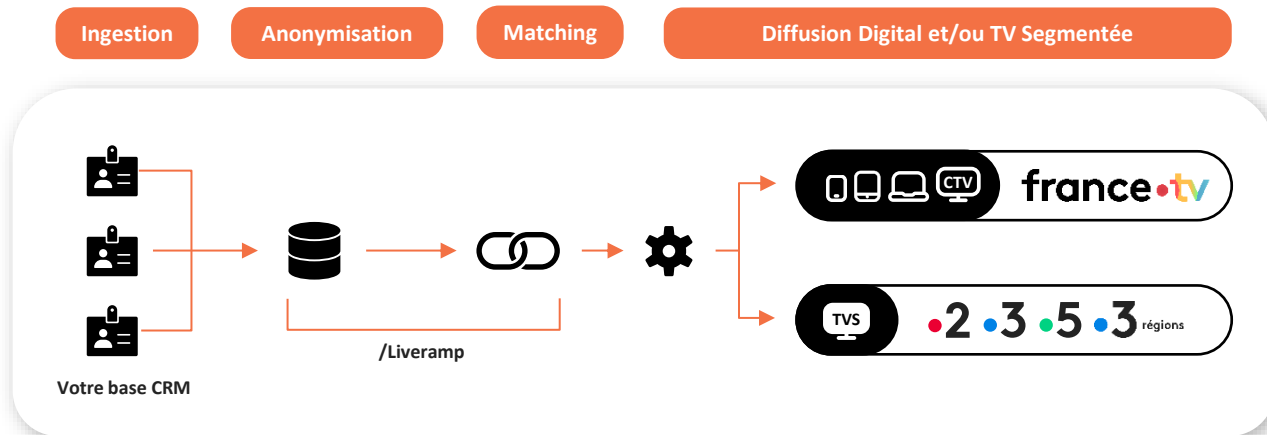 Ingestion
Anonymisation
Matching
Diffusion Digital et/ou TV Segmentée
CTV
france•tv
TVS
•2 •3 •5 •3 régions
/Liveramp
Votre base CRM